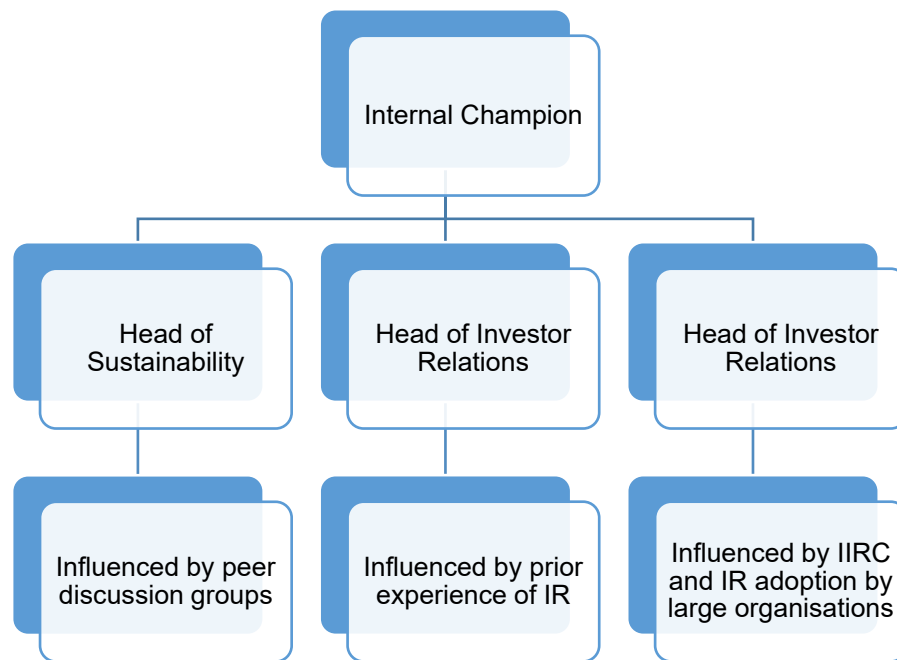 Internal Champion
Head of
Sustainability
Head of Investor
Relations
Head of Investor
Relations
Influenced by peer
discussion groups
Influenced by prior
experience of IR
Influenced by IIRC
and IR adoption by
large organisations